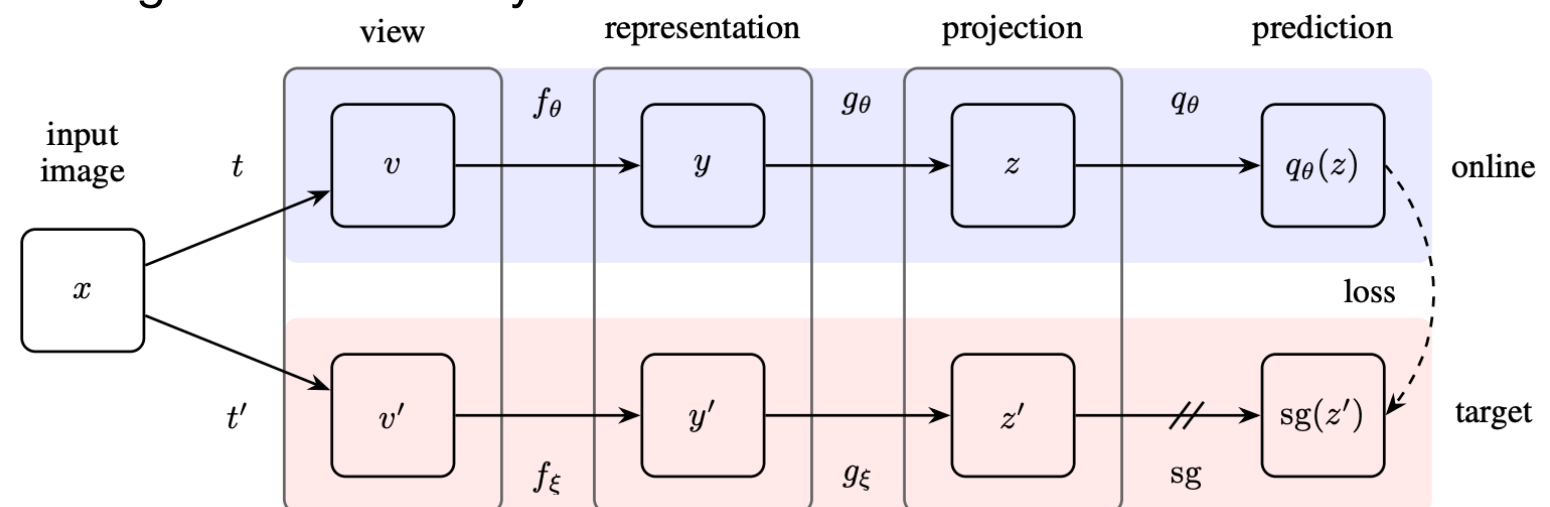 view representation projection prediction
input
image
t
f_θ
g_θ
q_θ
v
y
z
q_θ(z)
online
x
loss
t′
v′
y′
z′
sg(z′)
target
f_ξ
g_ξ
sg